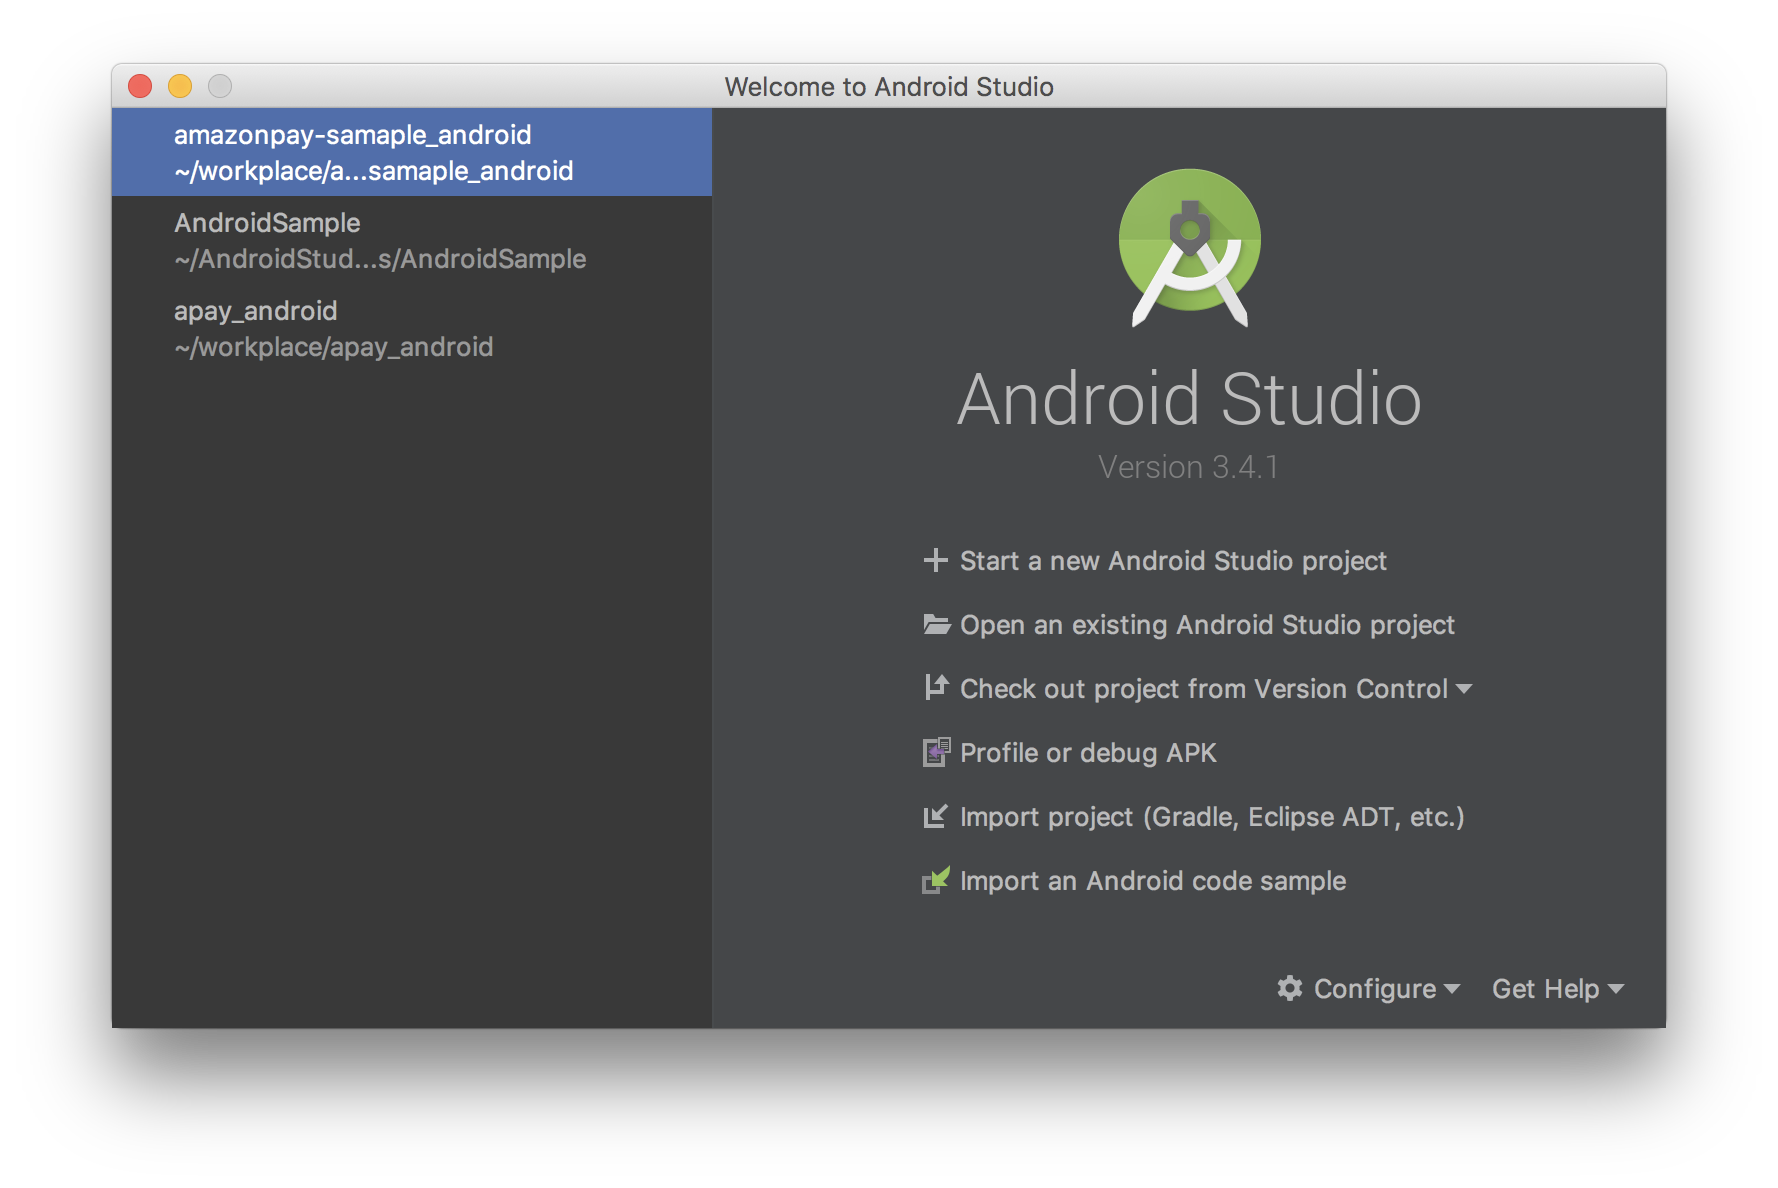 Welcome to Android Studio
amazonpay-samaple_android
~/workplace/a...samaple_android
AndroidSample
~/AndroidStud...s/AndroidSample
apay_android
~/workplace/apay_android
Android Studio
Version 3.4.1
Start a new Android Studio project
Open an existing Android Studio project
Check out project from Version Control
Profile or debug APK
Import project (Gradle, Eclipse ADT, etc.)
Import an Android code sample
Configure Get Help